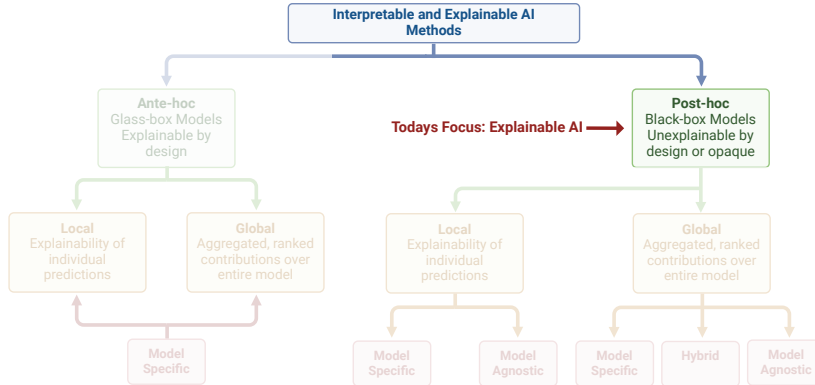 Interpretable and Explainable AI
Methods
Ante-hoc
Glass-box Models
Explainable by
design
Todays Focus: Explainable AI
Post-hoc
Black-box Models
Unexplainable by
design or opaque
Local
Explainability of
individual
predictions
Global
Aggregated, ranked
contributions over
entire model
Local
Explainability of
individual
predictions
Global
Aggregated, ranked
contributions over
entire model
Model
Specific
Model
Specific
Model
Agnostic
Model
Specific
Hybrid
Model
Agnostic